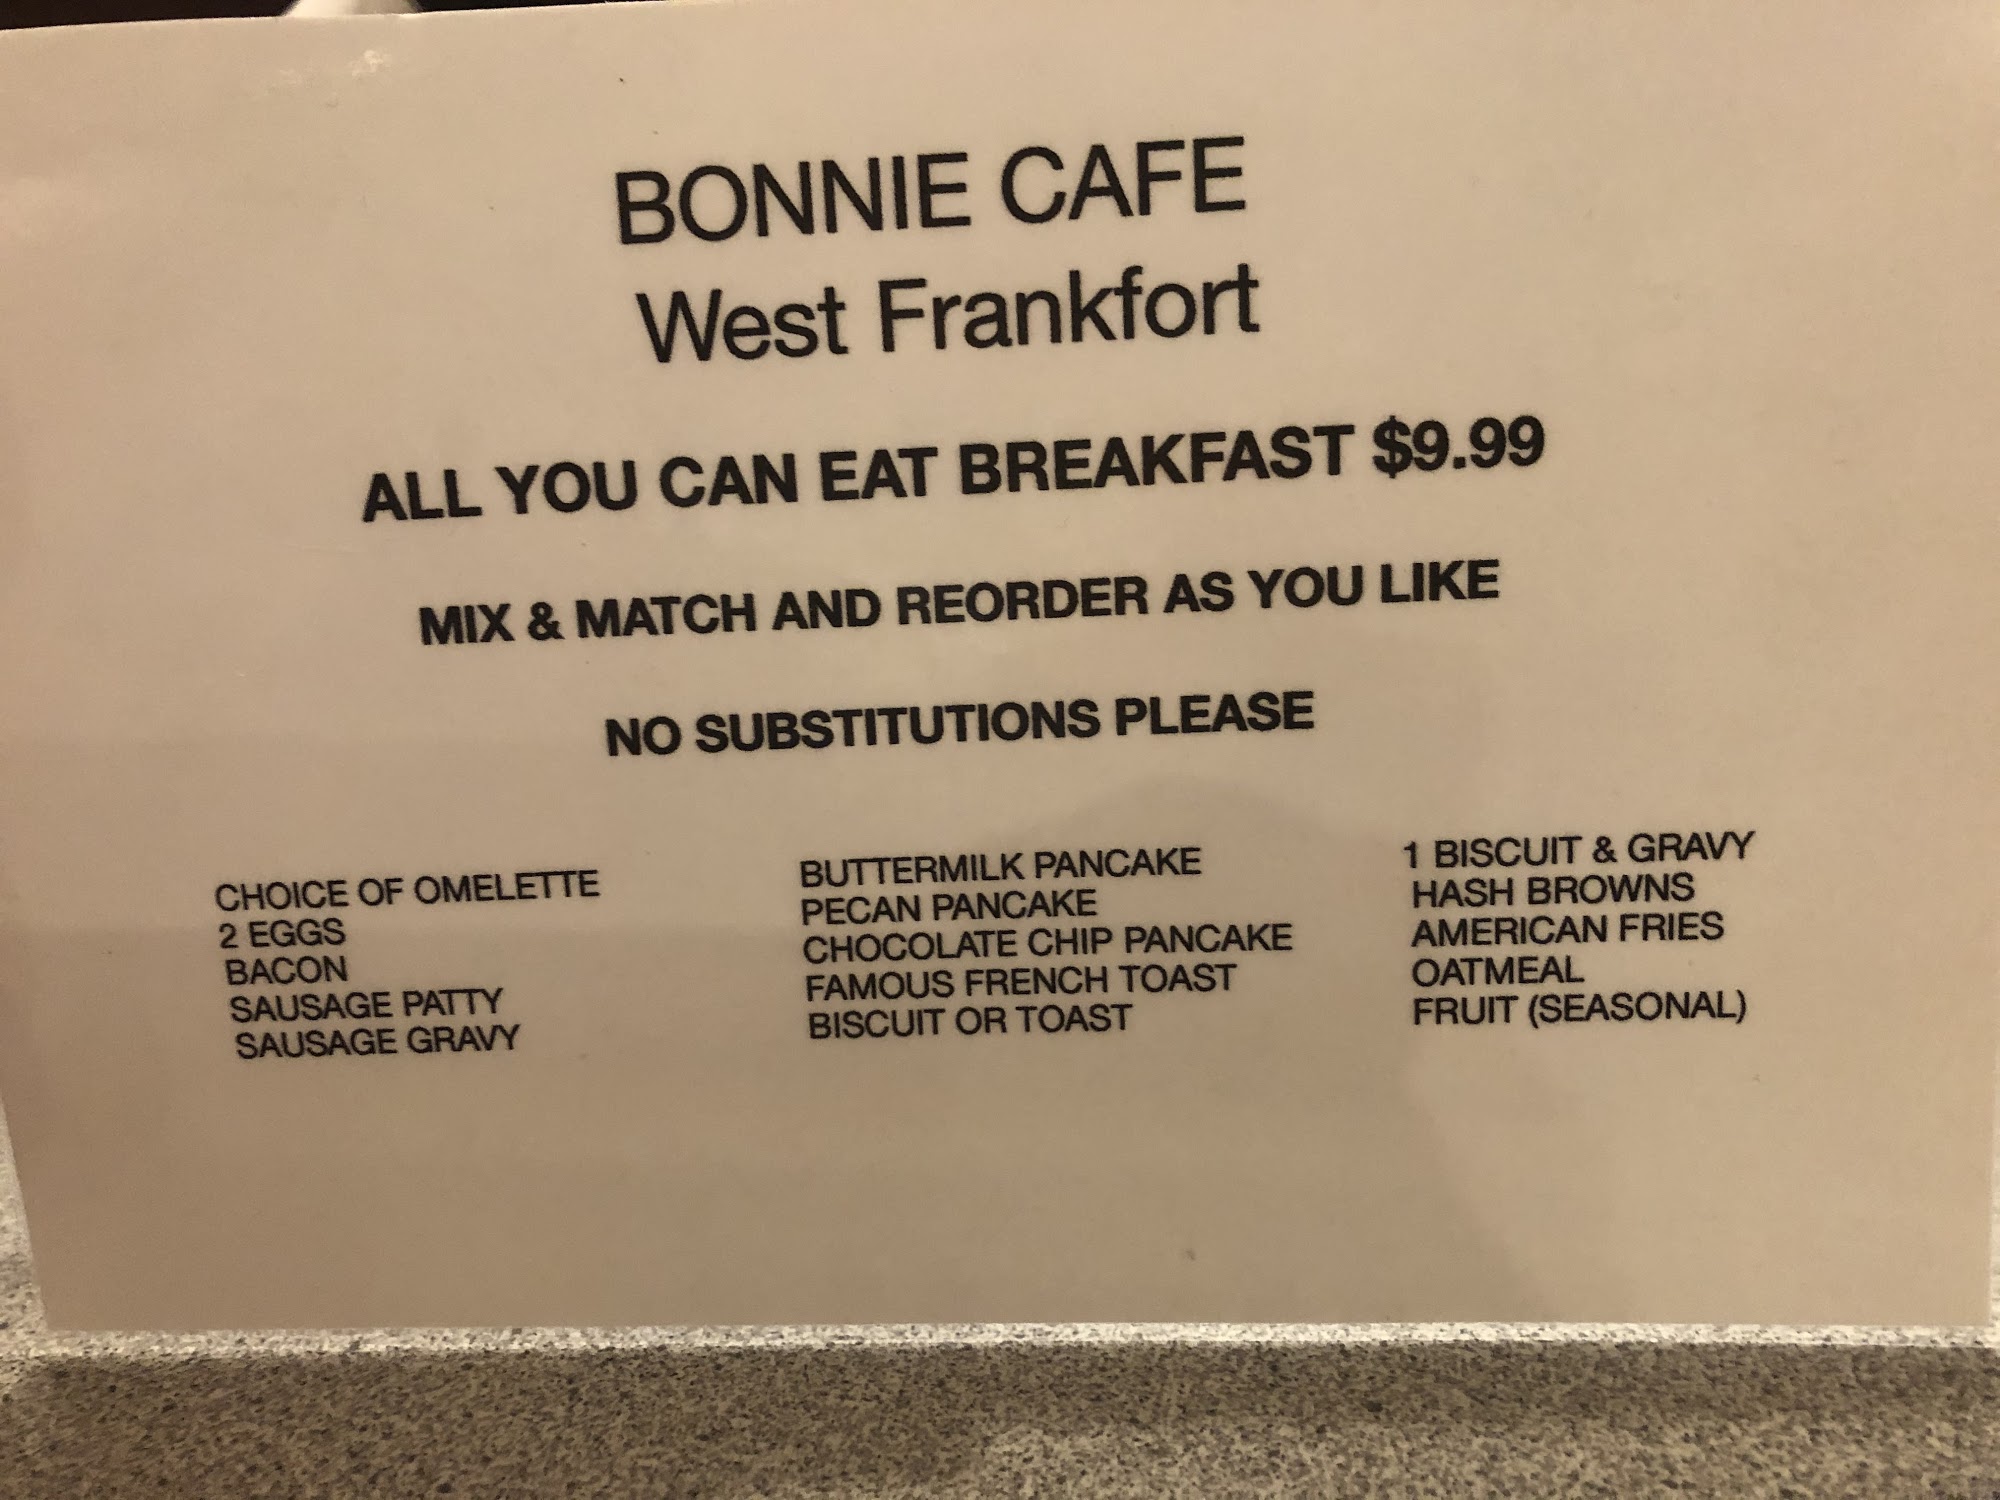 BONNIE CAFE
West Frankfort
ALL YOU CAN EAT BREAKFAST $9.99
MIX & MATCH AND REORDER AS YOU LIKE
NO SUBSTITUTIONS PLEASE
CHOICE OF OMELETTE
2 EGGS
BACON
SAUSAGE PATTY
SAUSAGE GRAVY
BUTTERMILK PANCAKE
PECAN PANCAKE
CHOCOLATE CHIP PANCAKE
FAMOUS FRENCH TOAST
BISCUIT OR TOAST
1 BISCUIT & GRAVY
HASH BROWNS
AMERICAN FRIES
OATMEAL
FRUIT (SEASONAL)